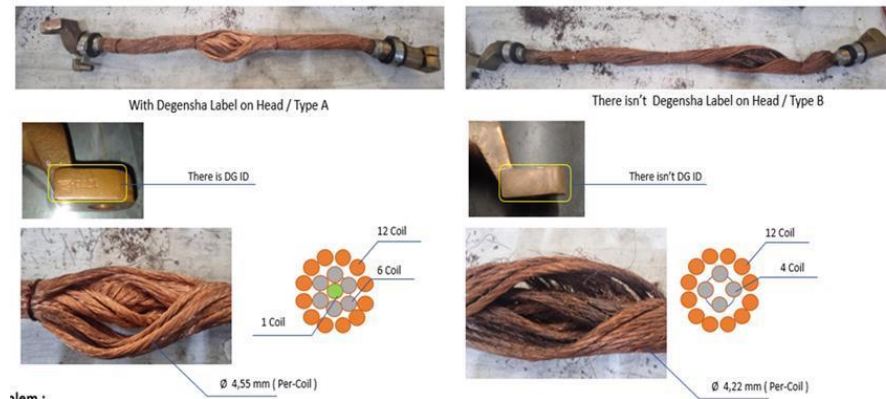 With Degensha Label on Head / Type A
There isn't Degensha Label on Head / Type B
There is DG ID
There isn't DG ID
12 Coil
6 Coil
1 Coil
Ø 4,55 mm ( Per-Coil )
12 Coil
4 Coil
Ø 4,22 mm ( Per-Coil )